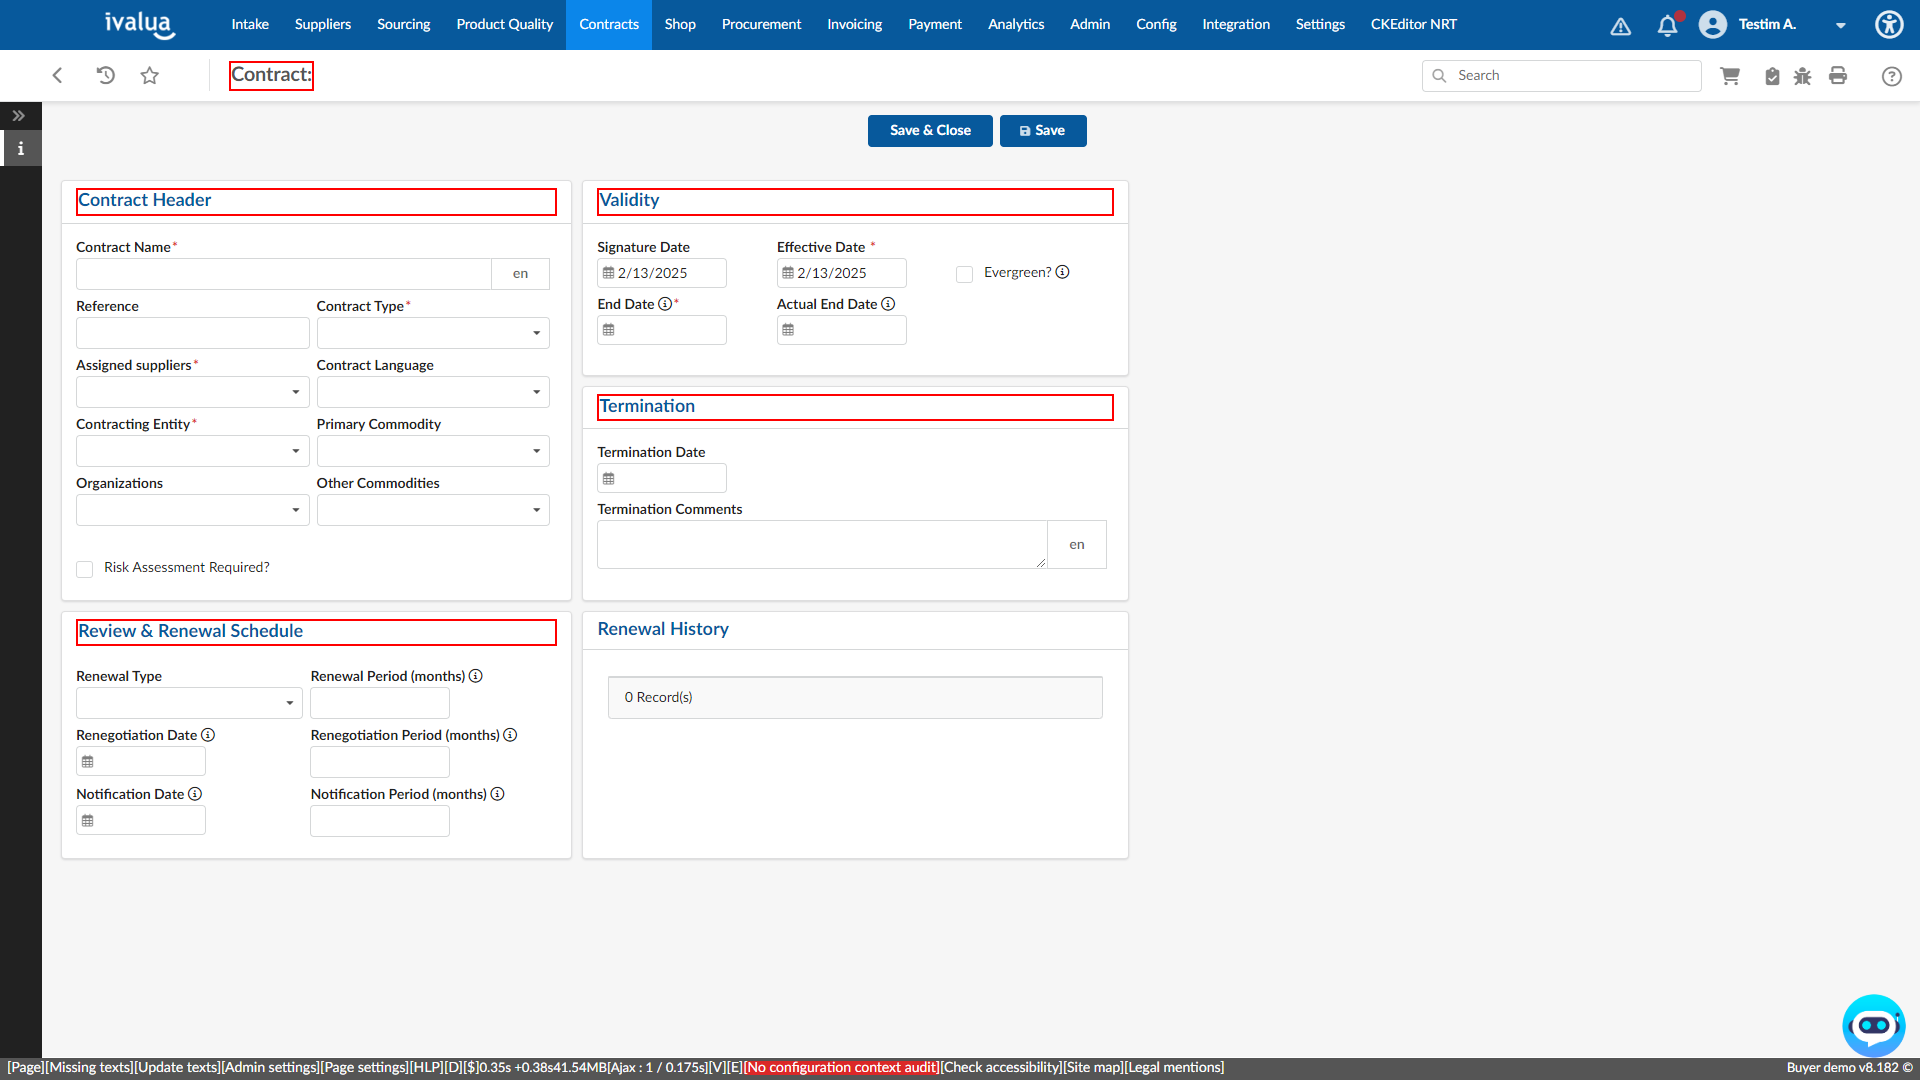 ivalua
Intake Suppliers Sourcing Product Quality Contracts Shop Procurement Invoicing Payment Analytics Admin Config Integration Settings CKEditor NRT Testim A.
Contract:
Search
Save & Close Save
Contract Header
Contract Name*
en
Reference Contract Type*
Assigned suppliers* Contract Language
Contracting Entity* Primary Commodity
Organizations Other Commodities
Risk Assessment Required?
Validity
Signature Date Effective Date *
2/13/2025 2/13/2025 Evergreen?
End Date * Actual End Date
Termination
Termination Date
Termination Comments
en
Review & Renewal Schedule
Renewal Type Renewal Period (months)
Renegotiation Date Renegotiation Period (months)
Notification Date Notification Period (months)
Renewal History
0 Record(s)
[Page][Missing texts][Update texts][Admin settings][Page settings][HLP][D][$]0.35s +0.38s41.54MB[Ajax : 1 / 0.175s][V][E][No configuration context audit][Check accessibility][Site map][Legal mentions] Buyer demo v8.182 ©